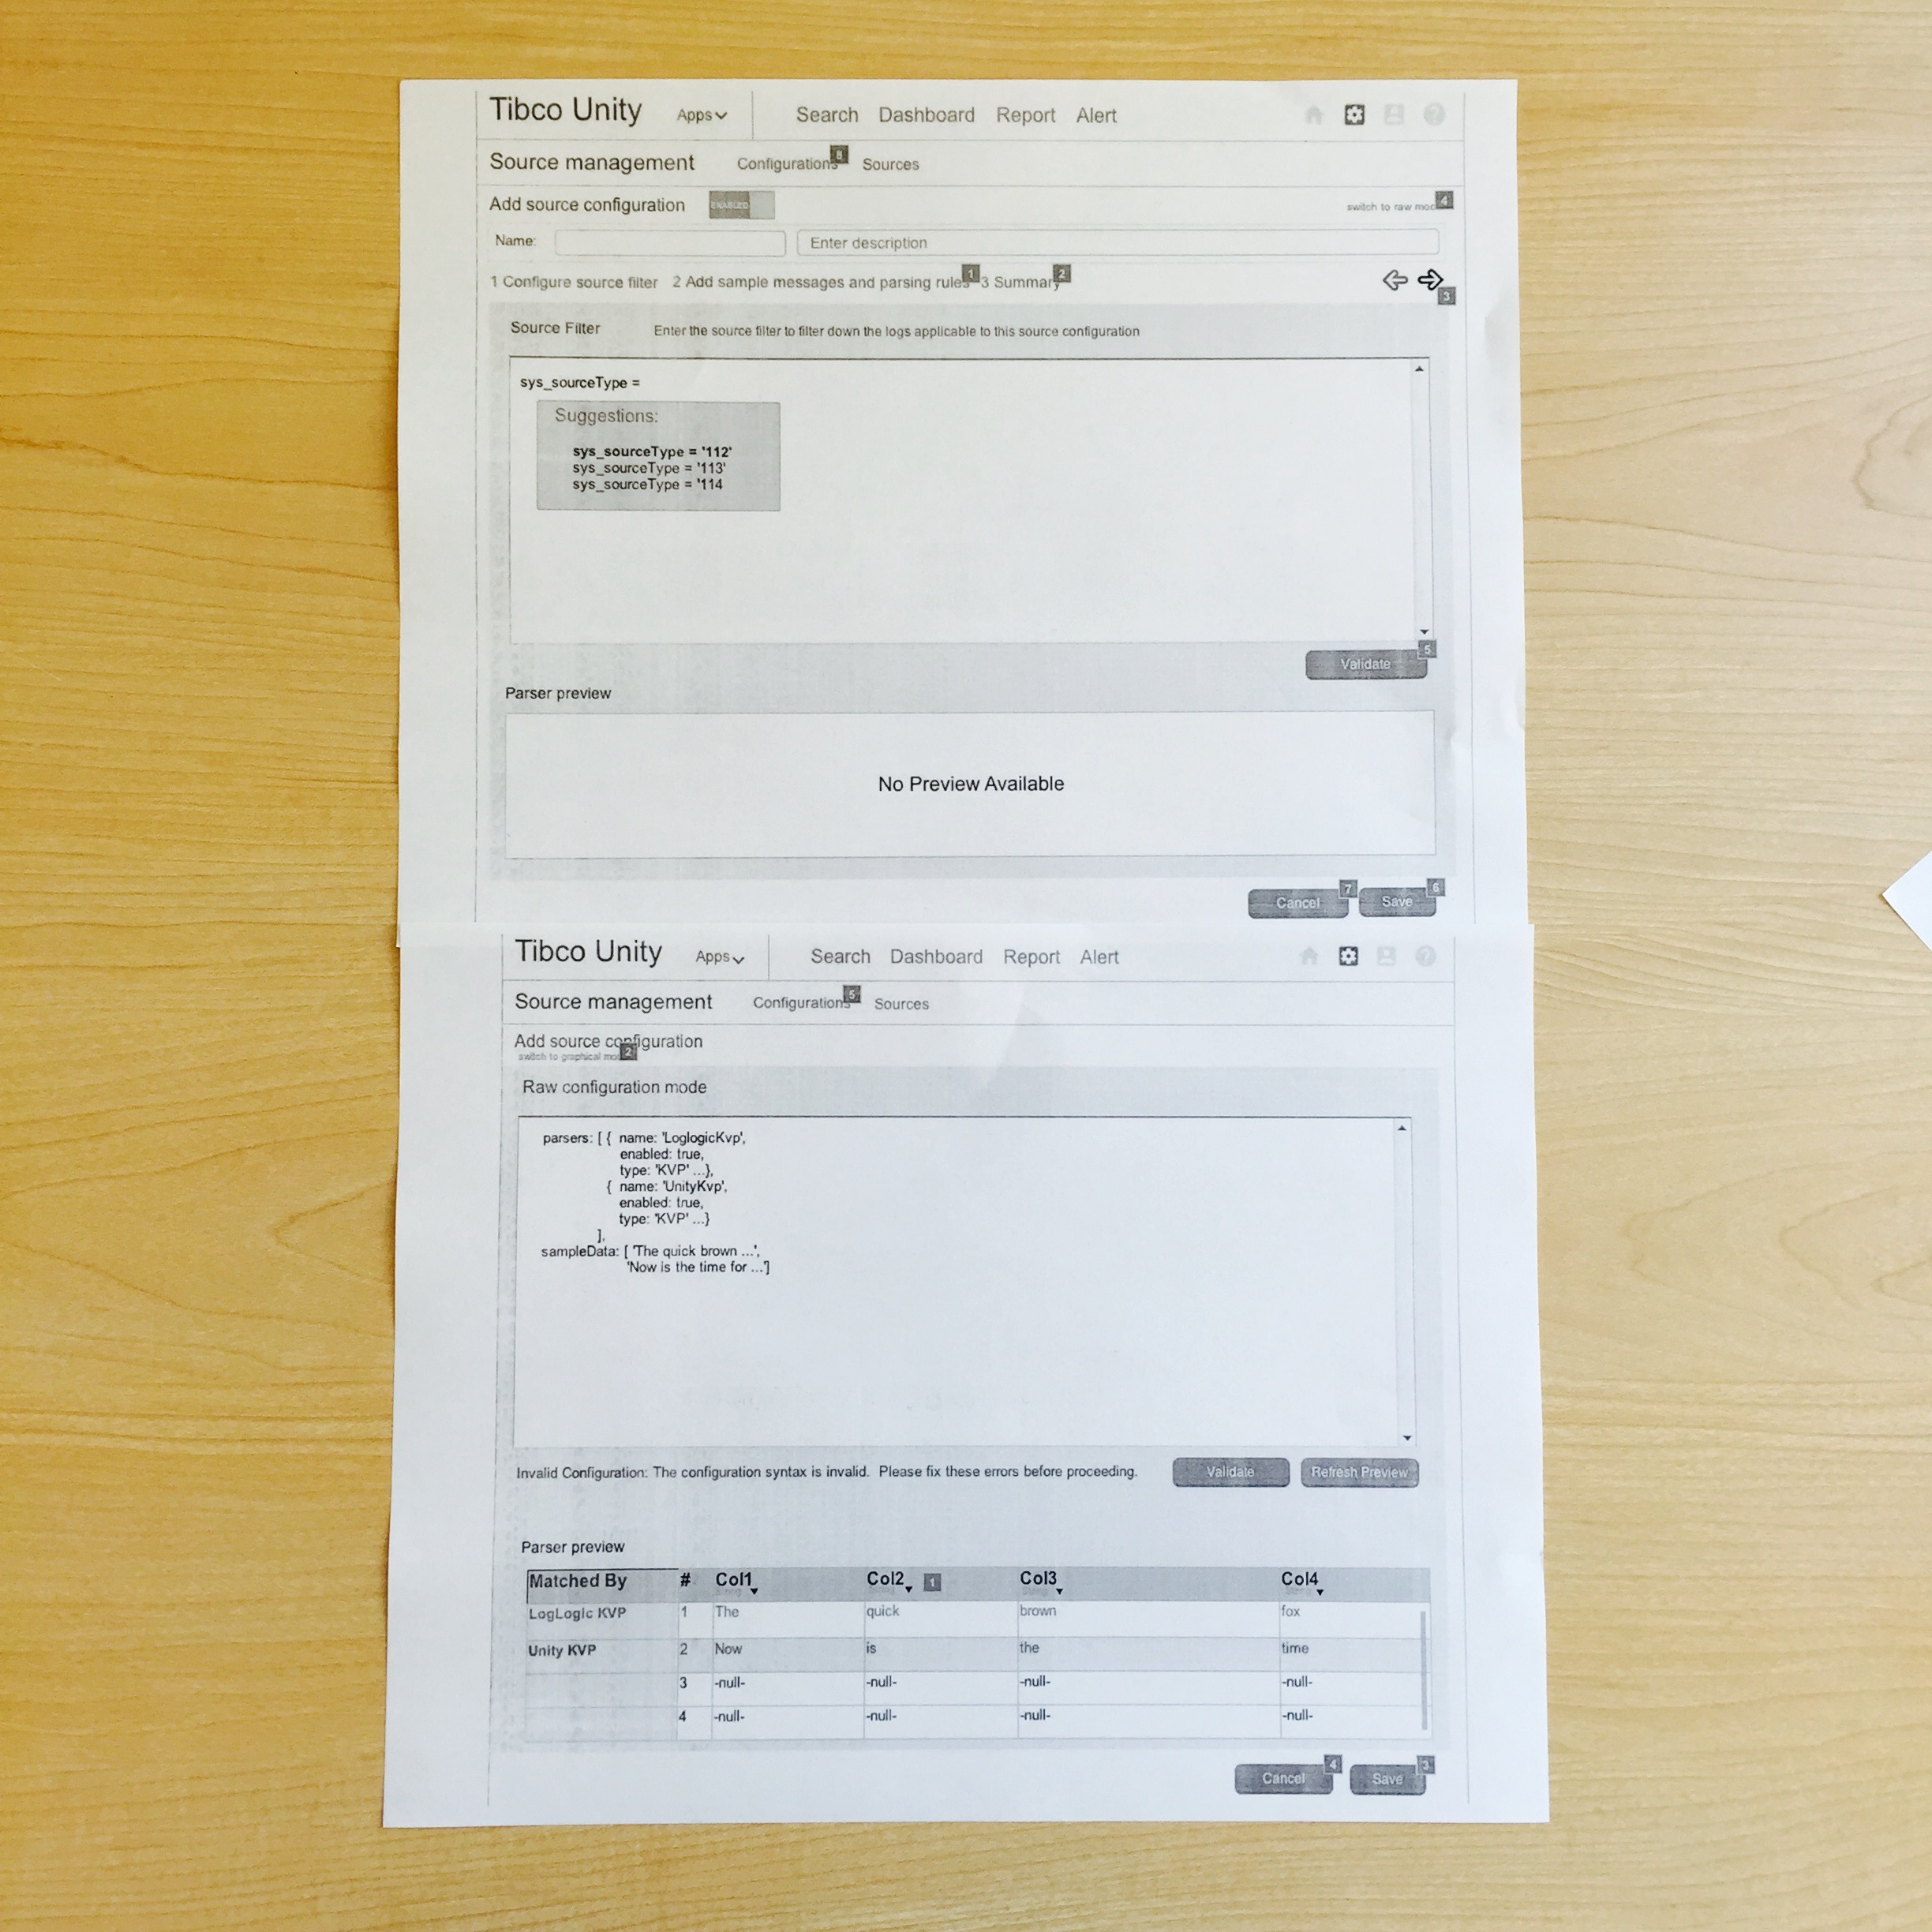 Tibco Unity Apps Search Dashboard Report Alert ?
Source management Configurations 8 Sources
Add source configuration ENABLED switch to raw 4
Name: Enter description
1 Configure source filter 2 Add sample messages and parsing rules 1 3 Summary 2
3
Source Filter Enter the source filter to filter down the logs applicable to this source configuration
sys_sourceType =
Suggestions:
sys_sourceType = '112'
sys_sourceType = '113'
sys_sourceType = '114
5
Validate
Parser preview
No Preview Available
7 6
Cancel Save
Tibco Unity Apps Search Dashboard Report Alert ?
Source management Configurations 5 Sources
Add source configuration
switch to graphical 2
Raw configuration mode
parsers: [ { name: 'LoglogicKvp',
enabled: true,
type: 'KVP' ...},
{ name: 'UnityKvp',
enabled: true,
type: 'KVP' ...}
],
sampleData: [ 'The quick brown ...',
'Now is the time for ...']
Invalid Configuration: The configuration syntax is invalid. Please fix these errors before proceeding. Validate Refresh Preview
Parser preview
Matched By # Col1 Col2 1 Col3 Col4
LogLogic KVP 1 The quick brown fox
Unity KVP 2 Now is the time
3 -null- -null- -null- -null-
4 -null- -null- -null- -null-
4 3
Cancel Save